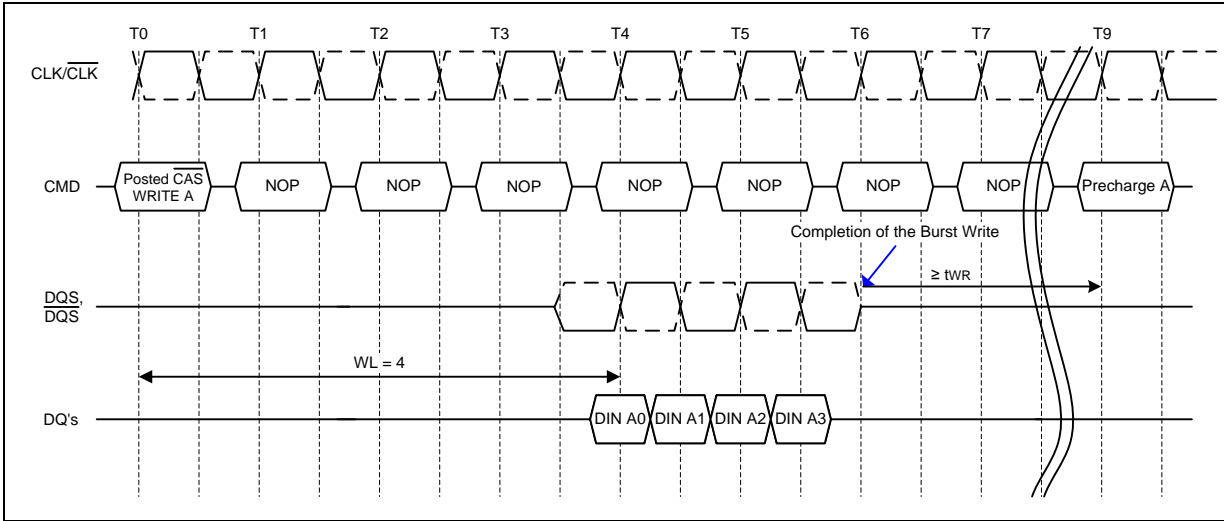 T0 T1 T2 T3 T4 T5 T6 T7 T9
CLK/CLK
CMD
Posted CAS
WRITE A
NOP NOP NOP NOP NOP NOP NOP
Precharge A
Completion of the Burst Write
≥ tWR
DQS,
DQS
WL = 4
DQ's
DIN A0 DIN A1 DIN A2 DIN A3